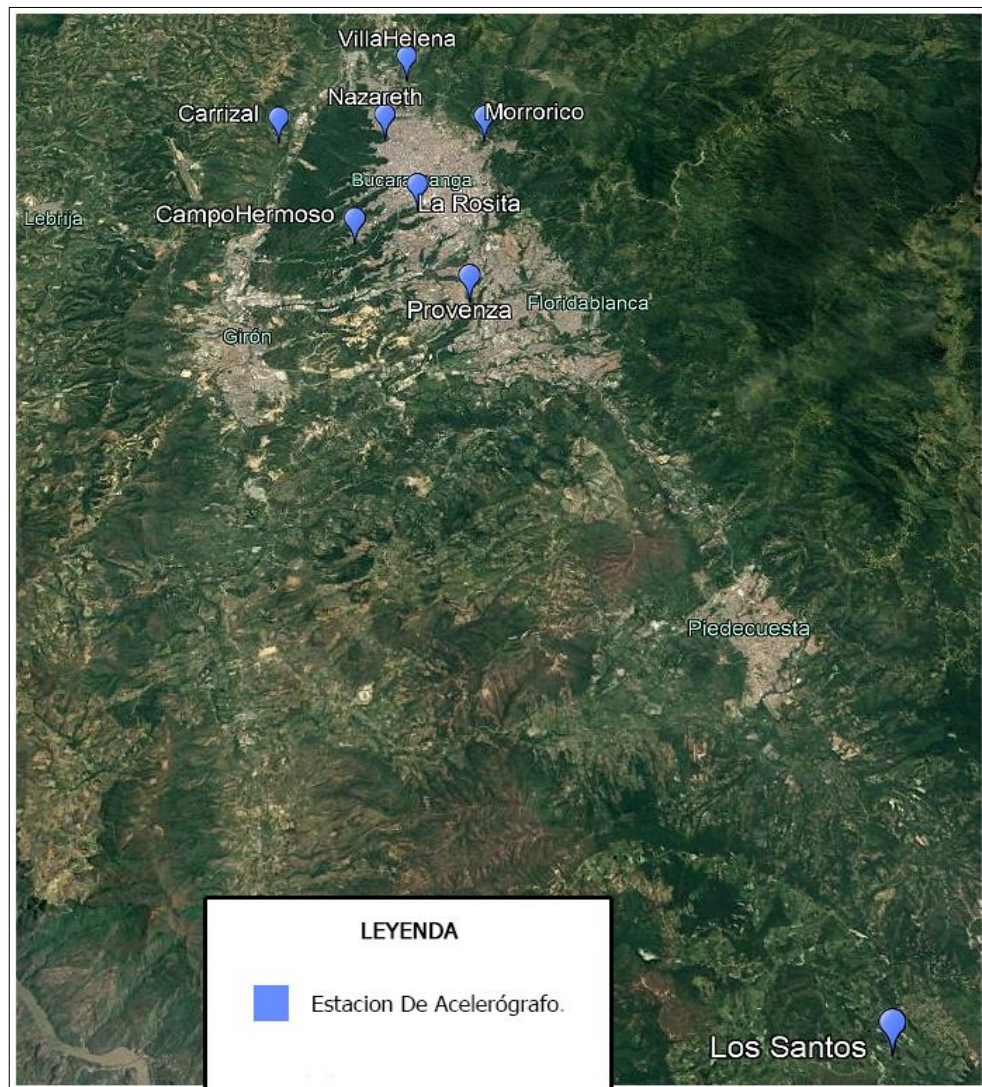 VillaHelena
Nazareth
Carrizal
Morrorico
Bucaramanga
La Rosita
Lebrija
CampoHermoso
Provenza
Floridablanca
Girón
Piedecuesta
LEYENDA
Estacion De Acelerógrafo.
Los Santos